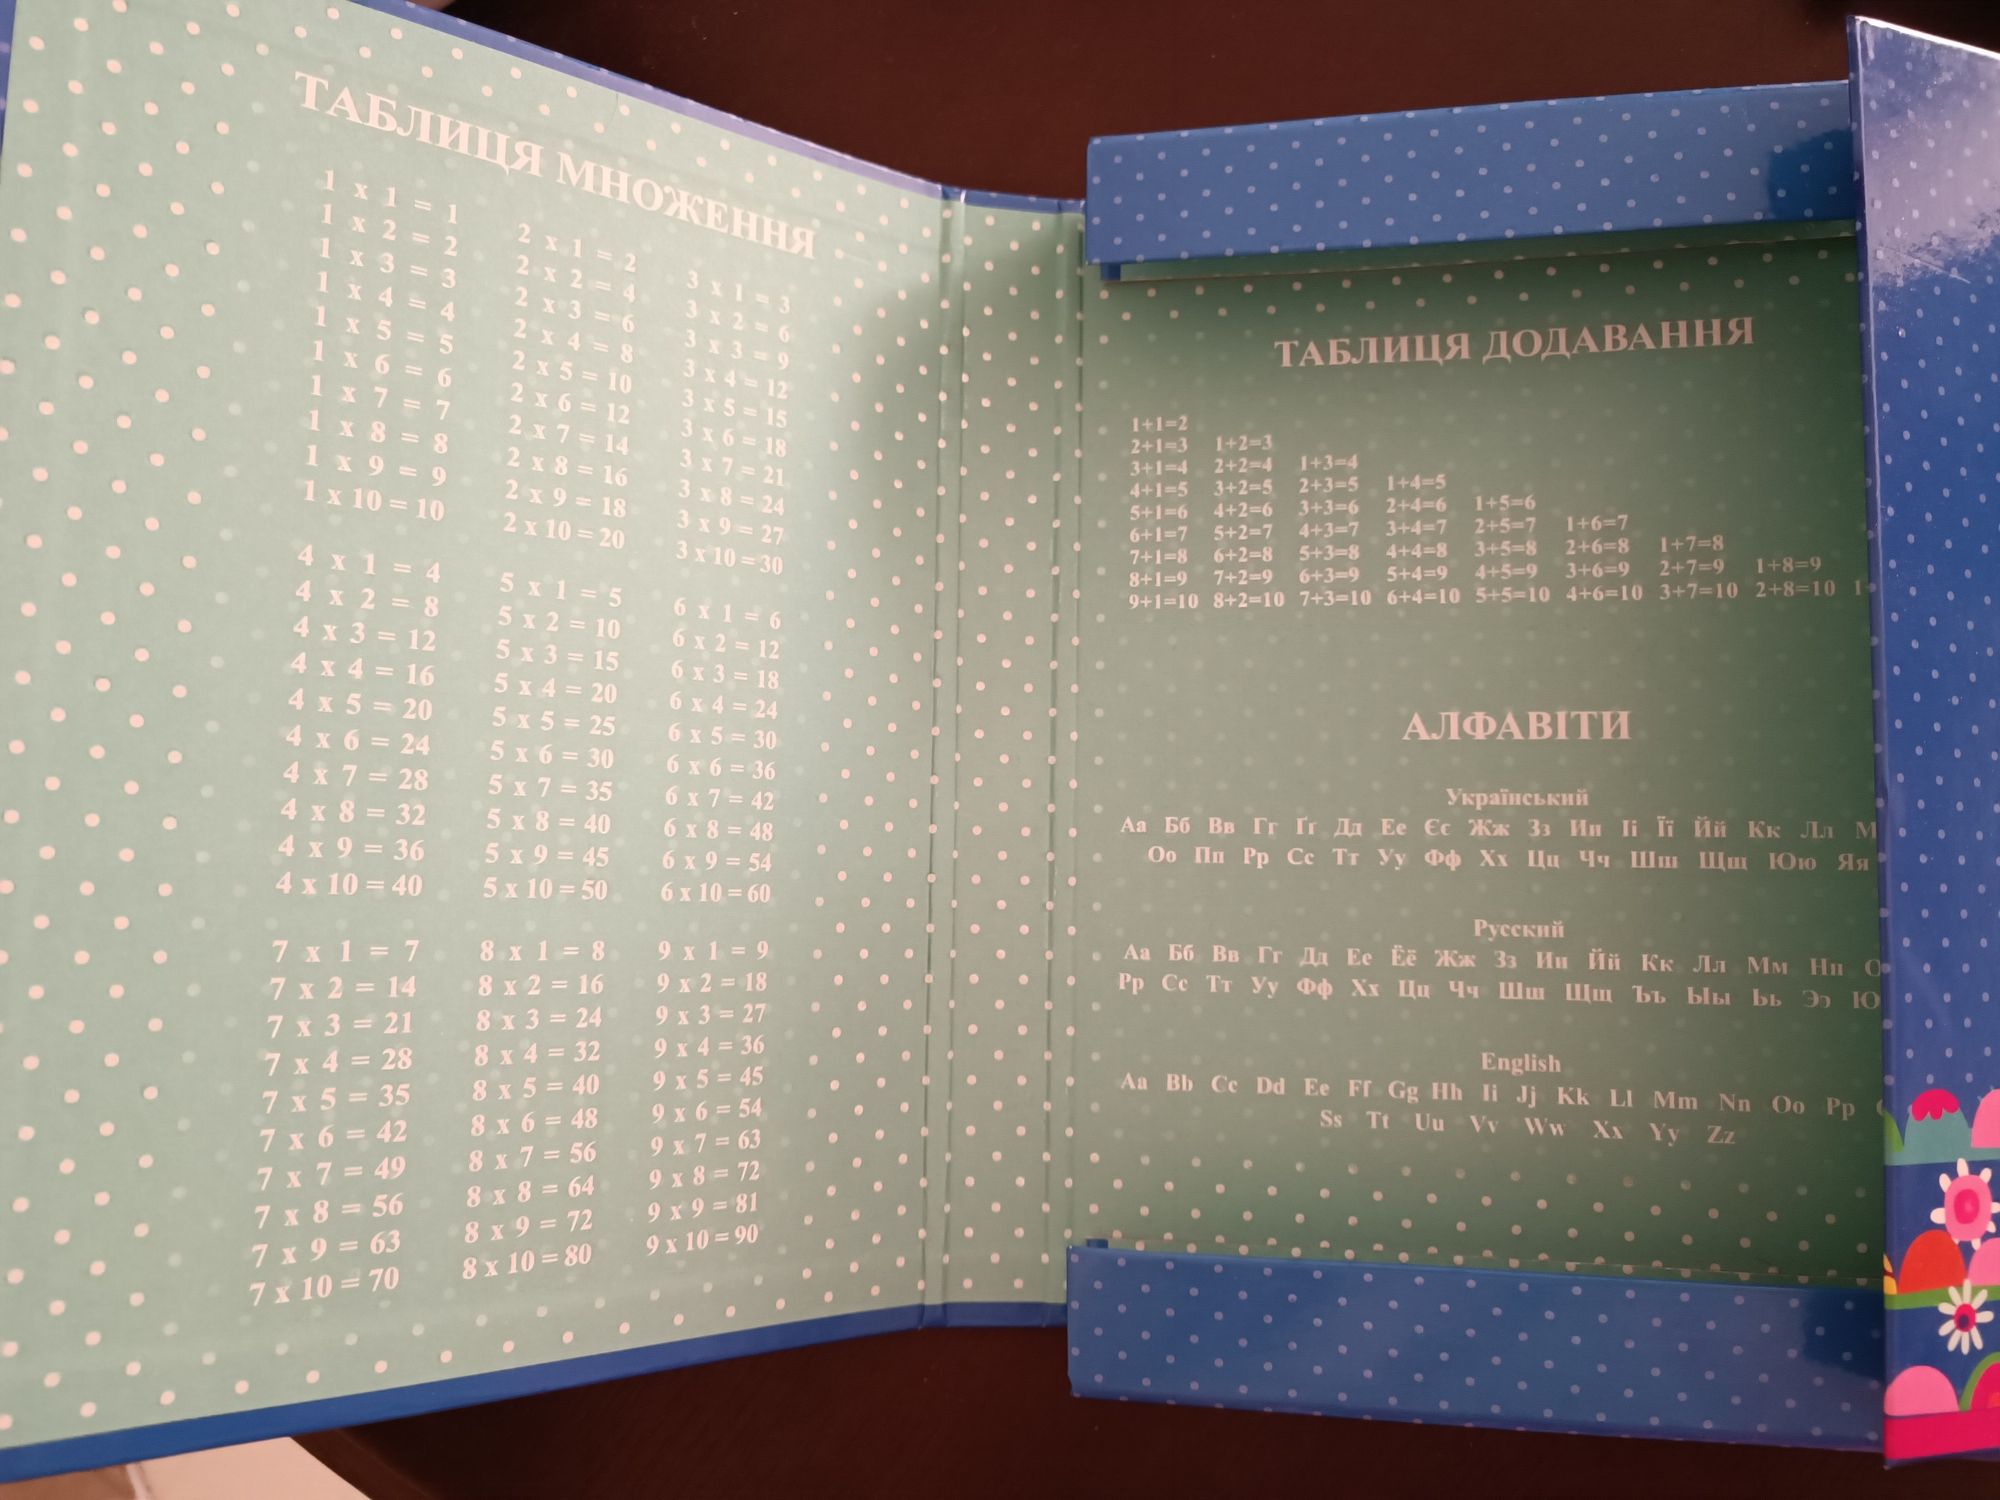 ТАБЛИЦЯ МНОЖЕННЯ
1 x 1 = 1
1 x 2 = 2
1 x 3 = 3
1 x 4 = 4
1 x 5 = 5
1 x 6 = 6
1 x 7 = 7
1 x 8 = 8
1 x 9 = 9
1 x 10 = 10
2 x 1 = 2
2 x 2 = 4
2 x 3 = 6
2 x 4 = 8
2 x 5 = 10
2 x 6 = 12
2 x 7 = 14
2 x 8 = 16
2 x 9 = 18
2 x 10 = 20
3 x 1 = 3
3 x 2 = 6
3 x 3 = 9
3 x 4 = 12
3 x 5 = 15
3 x 6 = 18
3 x 7 = 21
3 x 8 = 24
3 x 9 = 27
3 x 10 = 30
4 x 1 = 4
4 x 2 = 8
4 x 3 = 12
4 x 4 = 16
4 x 5 = 20
4 x 6 = 24
4 x 7 = 28
4 x 8 = 32
4 x 9 = 36
4 x 10 = 40
5 x 1 = 5
5 x 2 = 10
5 x 3 = 15
5 x 4 = 20
5 x 5 = 25
5 x 6 = 30
5 x 7 = 35
5 x 8 = 40
5 x 9 = 45
5 x 10 = 50
6 x 1 = 6
6 x 2 = 12
6 x 3 = 18
6 x 4 = 24
6 x 5 = 30
6 x 6 = 36
6 x 7 = 42
6 x 8 = 48
6 x 9 = 54
6 x 10 = 60
7 x 1 = 7
7 x 2 = 14
7 x 3 = 21
7 x 4 = 28
7 x 5 = 35
7 x 6 = 42
7 x 7 = 49
7 x 8 = 56
7 x 9 = 63
7 x 10 = 70
8 x 1 = 8
8 x 2 = 16
8 x 3 = 24
8 x 4 = 32
8 x 5 = 40
8 x 6 = 48
8 x 7 = 56
8 x 8 = 64
8 x 9 = 72
8 x 10 = 80
9 x 1 = 9
9 x 2 = 18
9 x 3 = 27
9 x 4 = 36
9 x 5 = 45
9 x 6 = 54
9 x 7 = 63
9 x 8 = 72
9 x 9 = 81
9 x 10 = 90
ТАБЛИЦЯ ДОДАВАННЯ
1+1=2
2+1=3 1+2=3
3+1=4 2+2=4 1+3=4
4+1=5 3+2=5 2+3=5 1+4=5
5+1=6 4+2=6 3+3=6 2+4=6 1+5=6
6+1=7 5+2=7 4+3=7 3+4=7 2+5=7 1+6=7
7+1=8 6+2=8 5+3=8 4+4=8 3+5=8 2+6=8 1+7=8
8+1=9 7+2=9 6+3=9 5+4=9 4+5=9 3+6=9 2+7=9 1+8=9
9+1=10 8+2=10 7+3=10 6+4=10 5+5=10 4+6=10 3+7=10 2+8=10
АЛФАВІТИ
Український
Аа Бб Вв Гг Ґґ Дд Ее Єє Жж Зз Ии Іі Її Йй Кк Лл М
Оо Пп Рр Сс Тт Уу Фф Хх Цц Чч Шш Щщ Юю Яя
Русский
Аа Бб Вв Гг Дд Ее Ёё Жж Зз Ии Йй Кк Лл Мм Нн О
Рр Сс Тт Уу Фф Хх Цц Чч Шш Щщ Ъъ Ыы Ьь Ээ Ю
English
Aa Bb Cc Dd Ee Ff Gg Hh Ii Jj Kk Ll Mm Nn Oo Pp
Ss Tt Uu Vv Ww Xx Yy Zz